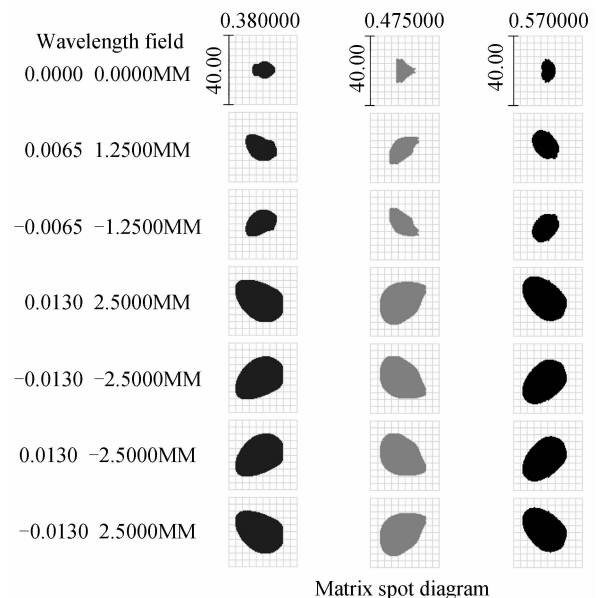 0.380000 0.475000 0.570000
Wavelength field
0.0000 0.0000MM
40.00 40.00 40.00
0.0065 1.2500MM
−0.0065 −1.2500MM
0.0130 2.5000MM
−0.0130 −2.5000MM
0.0130 −2.5000MM
−0.0130 2.5000MM
Matrix spot diagram